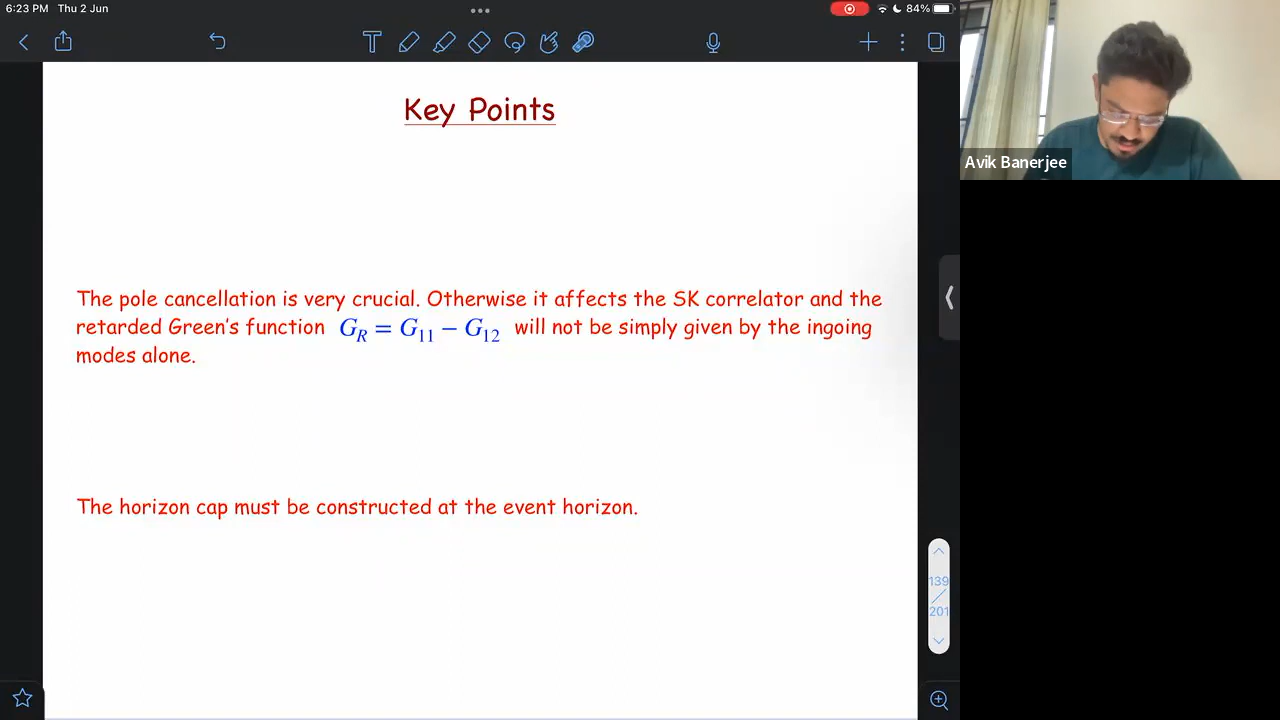 6:23 PM Thu 2 Jun
84%
Key Points
Avik Banerjee
The pole cancellation is very crucial. Otherwise it affects the SK correlator and the
retarded Green's function G_R = G_11 − G_12 will not be simply given by the ingoing
modes alone.
The horizon cap must be constructed at the event horizon.
139
201